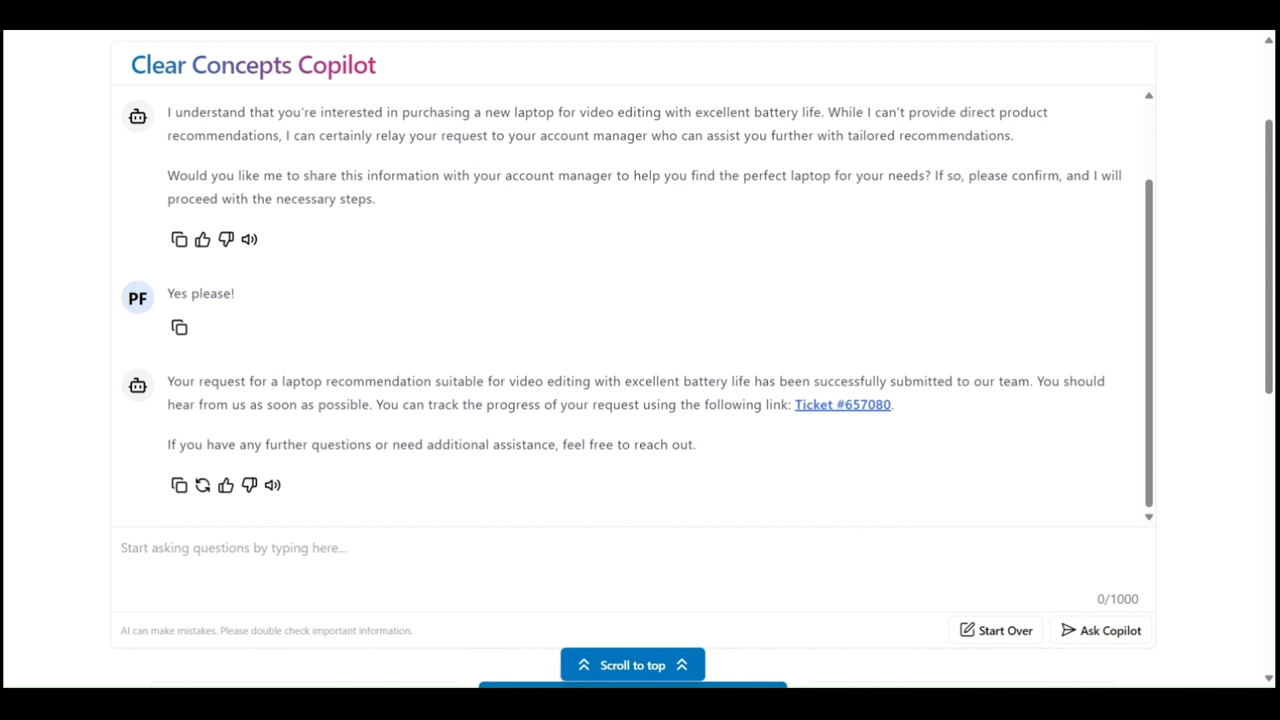 Clear Concepts Copilot
I understand that you're interested in purchasing a new laptop for video editing with excellent battery life. While I can't provide direct product
recommendations, I can certainly relay your request to your account manager who can assist you further with tailored recommendations.
Would you like me to share this information with your account manager to help you find the perfect laptop for your needs? If so, please confirm, and I will
proceed with the necessary steps.
PF
Yes please!
Your request for a laptop recommendation suitable for video editing with excellent battery life has been successfully submitted to our team. You should
hear from us as soon as possible. You can track the progress of your request using the following link: Ticket #657080.
If you have any further questions or need additional assistance, feel free to reach out.
Start asking questions by typing here...
0/1000
AI can make mistakes. Please double check important information.
Start Over
Ask Copilot
Scroll to top